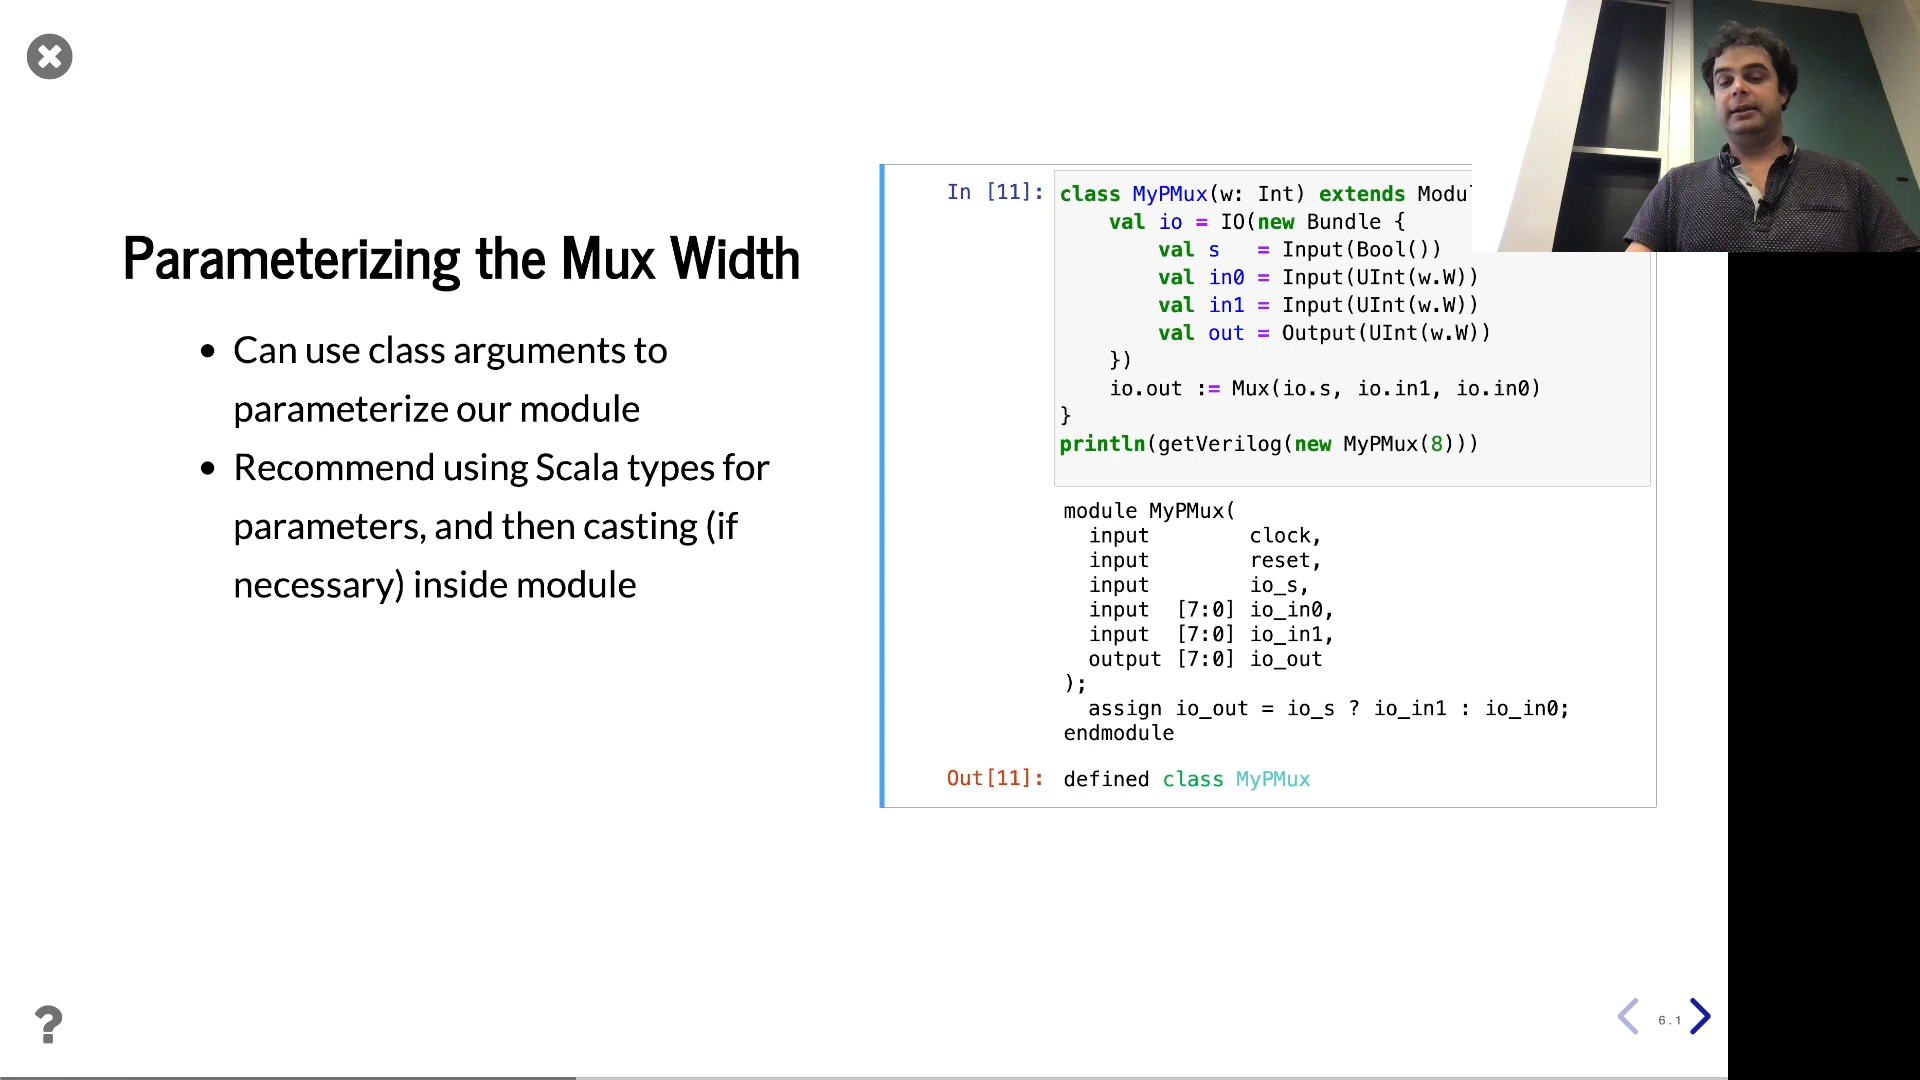 Parameterizing the Mux Width
• Can use class arguments to
parameterize our module
• Recommend using Scala types for
parameters, and then casting (if
necessary) inside module
In [11]:
class MyPMux(w: Int) extends Modu
    val io = IO(new Bundle {
        val s   = Input(Bool())
        val in0 = Input(UInt(w.W))
        val in1 = Input(UInt(w.W))
        val out = Output(UInt(w.W))
    })
    io.out := Mux(io.s, io.in1, io.in0)
}
println(getVerilog(new MyPMux(8)))
module MyPMux(
  input        clock,
  input        reset,
  input        io_s,
  input  [7:0] io_in0,
  input  [7:0] io_in1,
  output [7:0] io_out
);
  assign io_out = io_s ? io_in1 : io_in0;
endmodule
Out[11]: defined class MyPMux
?
6.1